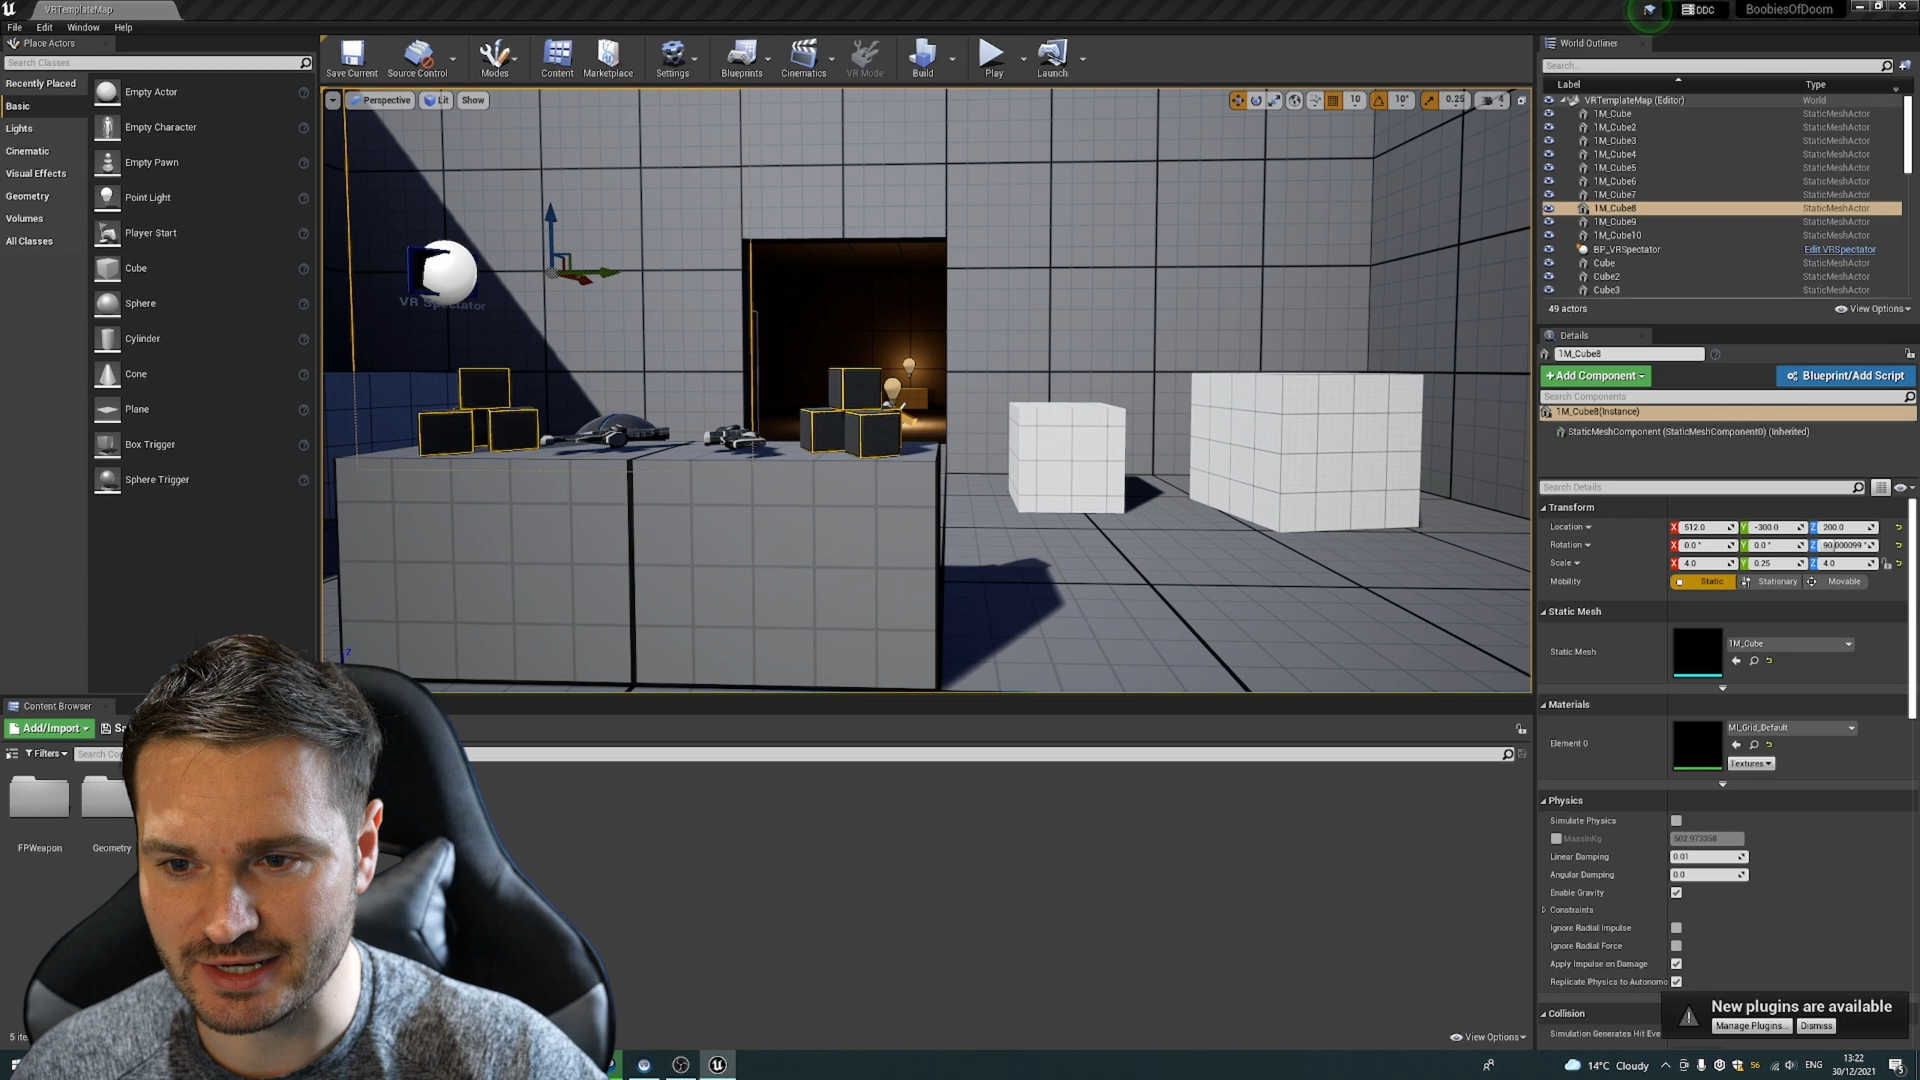 VRTemplateMap
DDC
BoobiesOfDoom
File Edit Window Help
Place Actors
Search Classes
Recently Placed
Basic
Lights
Cinematic
Visual Effects
Geometry
Volumes
All Classes
Empty Actor
Empty Character
Empty Pawn
Point Light
Player Start
Cube
Sphere
Cylinder
Cone
Plane
Box Trigger
Sphere Trigger
Save Current
Source Control
Modes
Content
Marketplace
Settings
Blueprints
Cinematics
VR Mode
Build
Play
Launch
Perspective
Lit
Show
10
10°
0.25
4
VR Spectator
Z
World Outliner
Search...
Label Type
VRTemplateMap (Editor) World
1M_Cube StaticMeshActor
1M_Cube2 StaticMeshActor
1M_Cube3 StaticMeshActor
1M_Cube4 StaticMeshActor
1M_Cube5 StaticMeshActor
1M_Cube6 StaticMeshActor
1M_Cube7 StaticMeshActor
1M_Cube8 StaticMeshActor
1M_Cube9 StaticMeshActor
1M_Cube10 StaticMeshActor
BP_VRSpectator Edit VRSpectator
Cube StaticMeshActor
Cube2 StaticMeshActor
Cube3 StaticMeshActor
49 actors
View Options
Details
1M_Cube8
+Add Component
Blueprint/Add Script
Search Components
1M_Cube8(Instance)
StaticMeshComponent (StaticMeshComponent0) (Inherited)
Search Details
Transform
Location X 512.0 Y -300.0 Z 200.0
Rotation X 0.0 ° Y 0.0 ° Z 90.000099 °
Scale X 4.0 Y 0.25 Z 4.0
Mobility Static Stationary Movable
Static Mesh
Static Mesh 1M_Cube
Materials
Element 0 MI_Grid_Default
Textures
Physics
Simulate Physics
MassInKg 502.973358
Linear Damping 0.01
Angular Damping 0.0
Enable Gravity
Constraints
Ignore Radial Impulse
Ignore Radial Force
Apply Impulse on Damage
Replicate Physics to Autonomo
Collision
Simulation Generates Hit Eve
New plugins are available
Manage Plugins... Dismiss
Content Browser
Add/Import
Sa
Filters
Search Co
FPWeapon
Geometry
5 ite
View Options
14°C Cloudy
56
ENG
13:22
30/12/2021
5